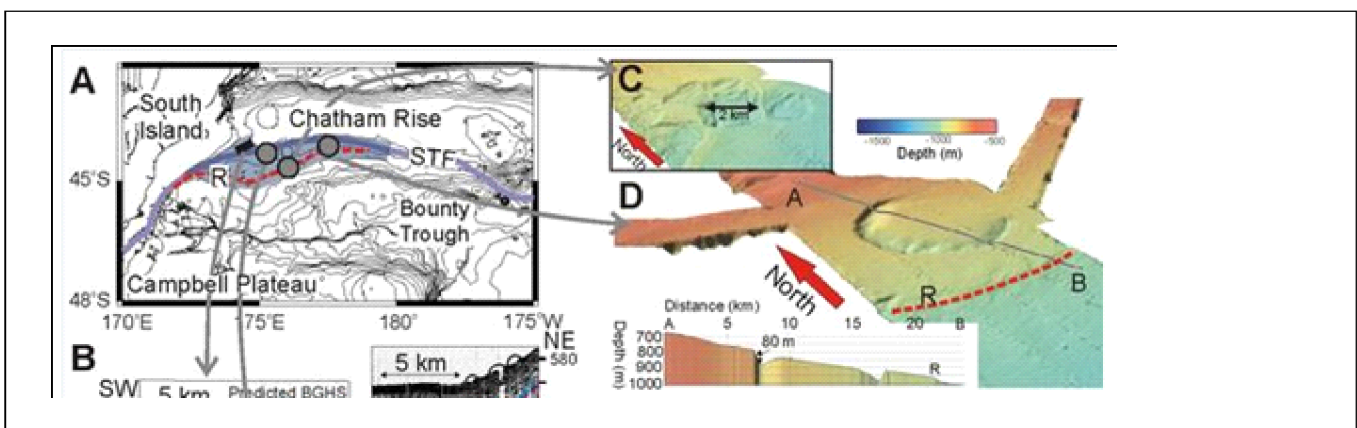 A
South
Island
Chatham Rise
R
STF
45°S
Bounty
Trough
Campbell Plateau
48°S
170°E
175°E
180°
175°W
C
2 km
North
-1500
-1000
-500
Depth (m)
D
A
B
R
North
Distance (km)
A
5
10
15
20
B
80 m
Depth (m)
700
800
900
1000
R
B
SW
5 km
Predicted BGHS
5 km
NE
580